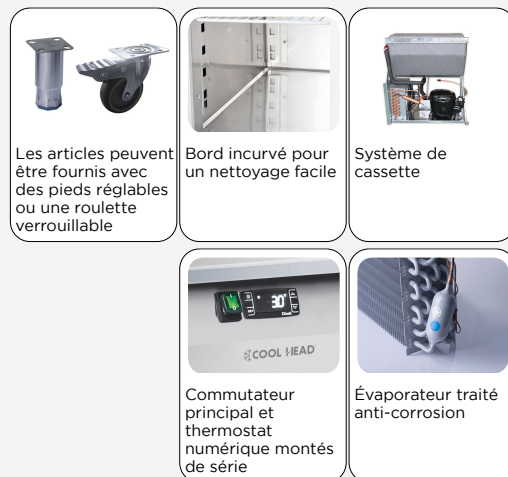 Les articles peuvent
être fournis avec
des pieds réglables
ou une roulette
verrouillable
Bord incurvé pour
un nettoyage facile
Système de
cassette
30°
COOL HEAD
Commutateur
principal et
thermostat
numérique montés
de série
Évaporateur traité
anti-corrosion